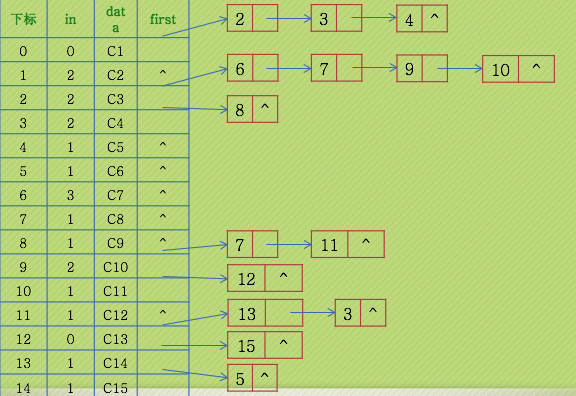 下标 in dat a first 2 3 4 ^
0 0 C1
1 2 C2 ^ 6 7 9 10 ^
2 2 C3 8 ^
3 2 C4
4 1 C5 ^
5 1 C6 ^
6 3 C7 ^
7 1 C8 ^
8 1 C9 ^ 7 11 ^
9 2 C10 12 ^
10 1 C11
11 1 C12 ^ 13 3 ^
12 0 C13 15 ^
13 1 C14 5 ^
14 1 C15